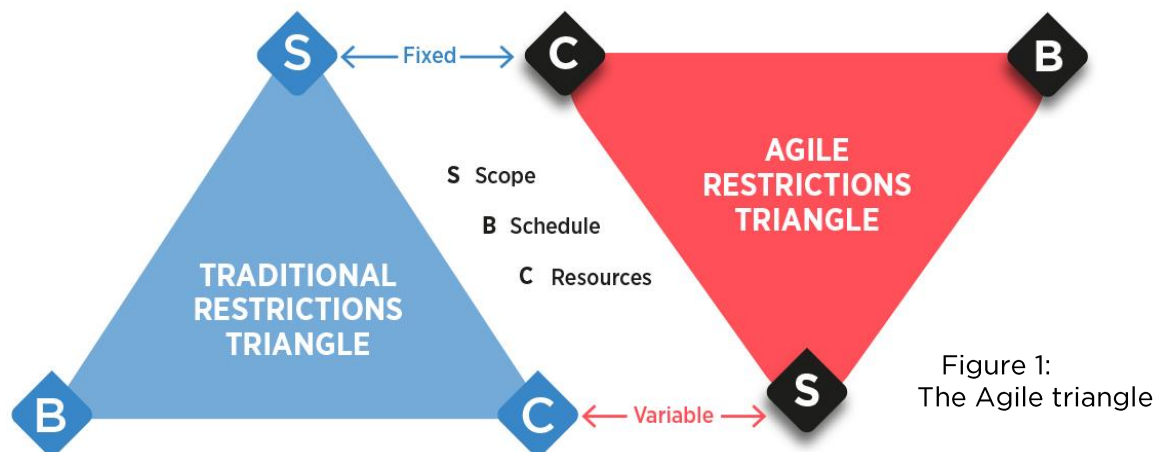 S
Fixed
C
B
S Scope
B Schedule
C Resources
TRADITIONAL
RESTRICTIONS
TRIANGLE
AGILE
RESTRICTIONS
TRIANGLE
B
C
Variable
S
Figure 1:
The Agile triangle